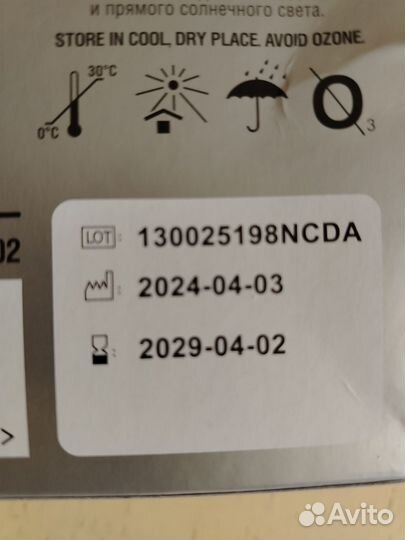 и прямого солнечного света.
STORE IN COOL, DRY PLACE. AVOID OZONE.
30°C
0°C
O3
02
LOT: 130025198NCDA
: 2024-04-03
: 2029-04-02
>
Avito